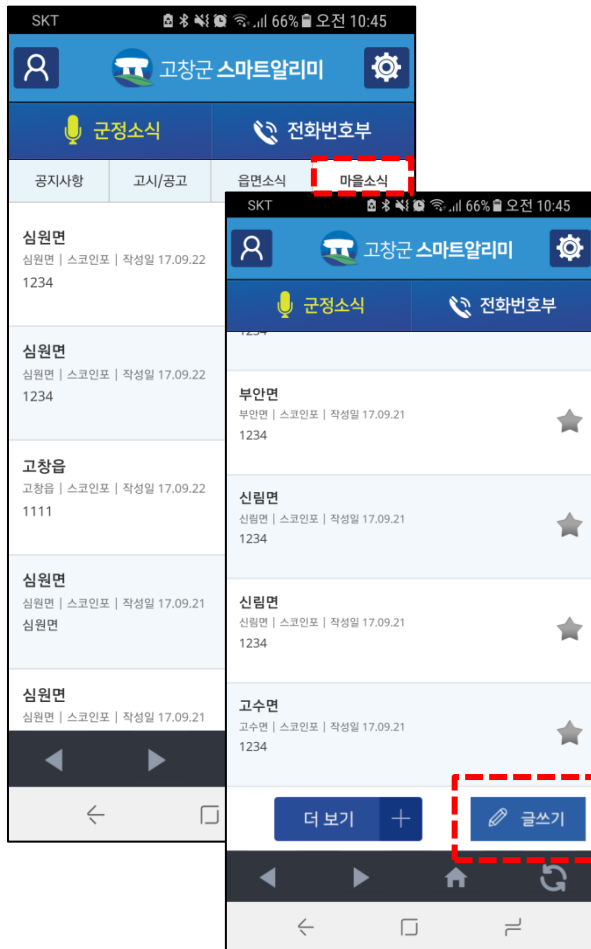 SKT 66% 오전 10:45
고창군 스마트알리미
군정소식 전화번호부
공지사항 고시/공고 읍면소식 마을소식
심원면
심원면 | 스코인포 | 작성일 17.09.22
1234
심원면
심원면 | 스코인포 | 작성일 17.09.22
1234
고창읍
고창읍 | 스코인포 | 작성일 17.09.22
1111
심원면
심원면 | 스코인포 | 작성일 17.09.21
심원면
심원면
심원면 | 스코인포 | 작성일 17.09.21
SKT 66% 오전 10:45
고창군 스마트알리미
군정소식 전화번호부
1234
부안면
부안면 | 스코인포 | 작성일 17.09.21
1234
신림면
신림면 | 스코인포 | 작성일 17.09.21
1234
신림면
신림면 | 스코인포 | 작성일 17.09.21
1234
고수면
고수면 | 스코인포 | 작성일 17.09.21
1234
더 보기 + 글쓰기